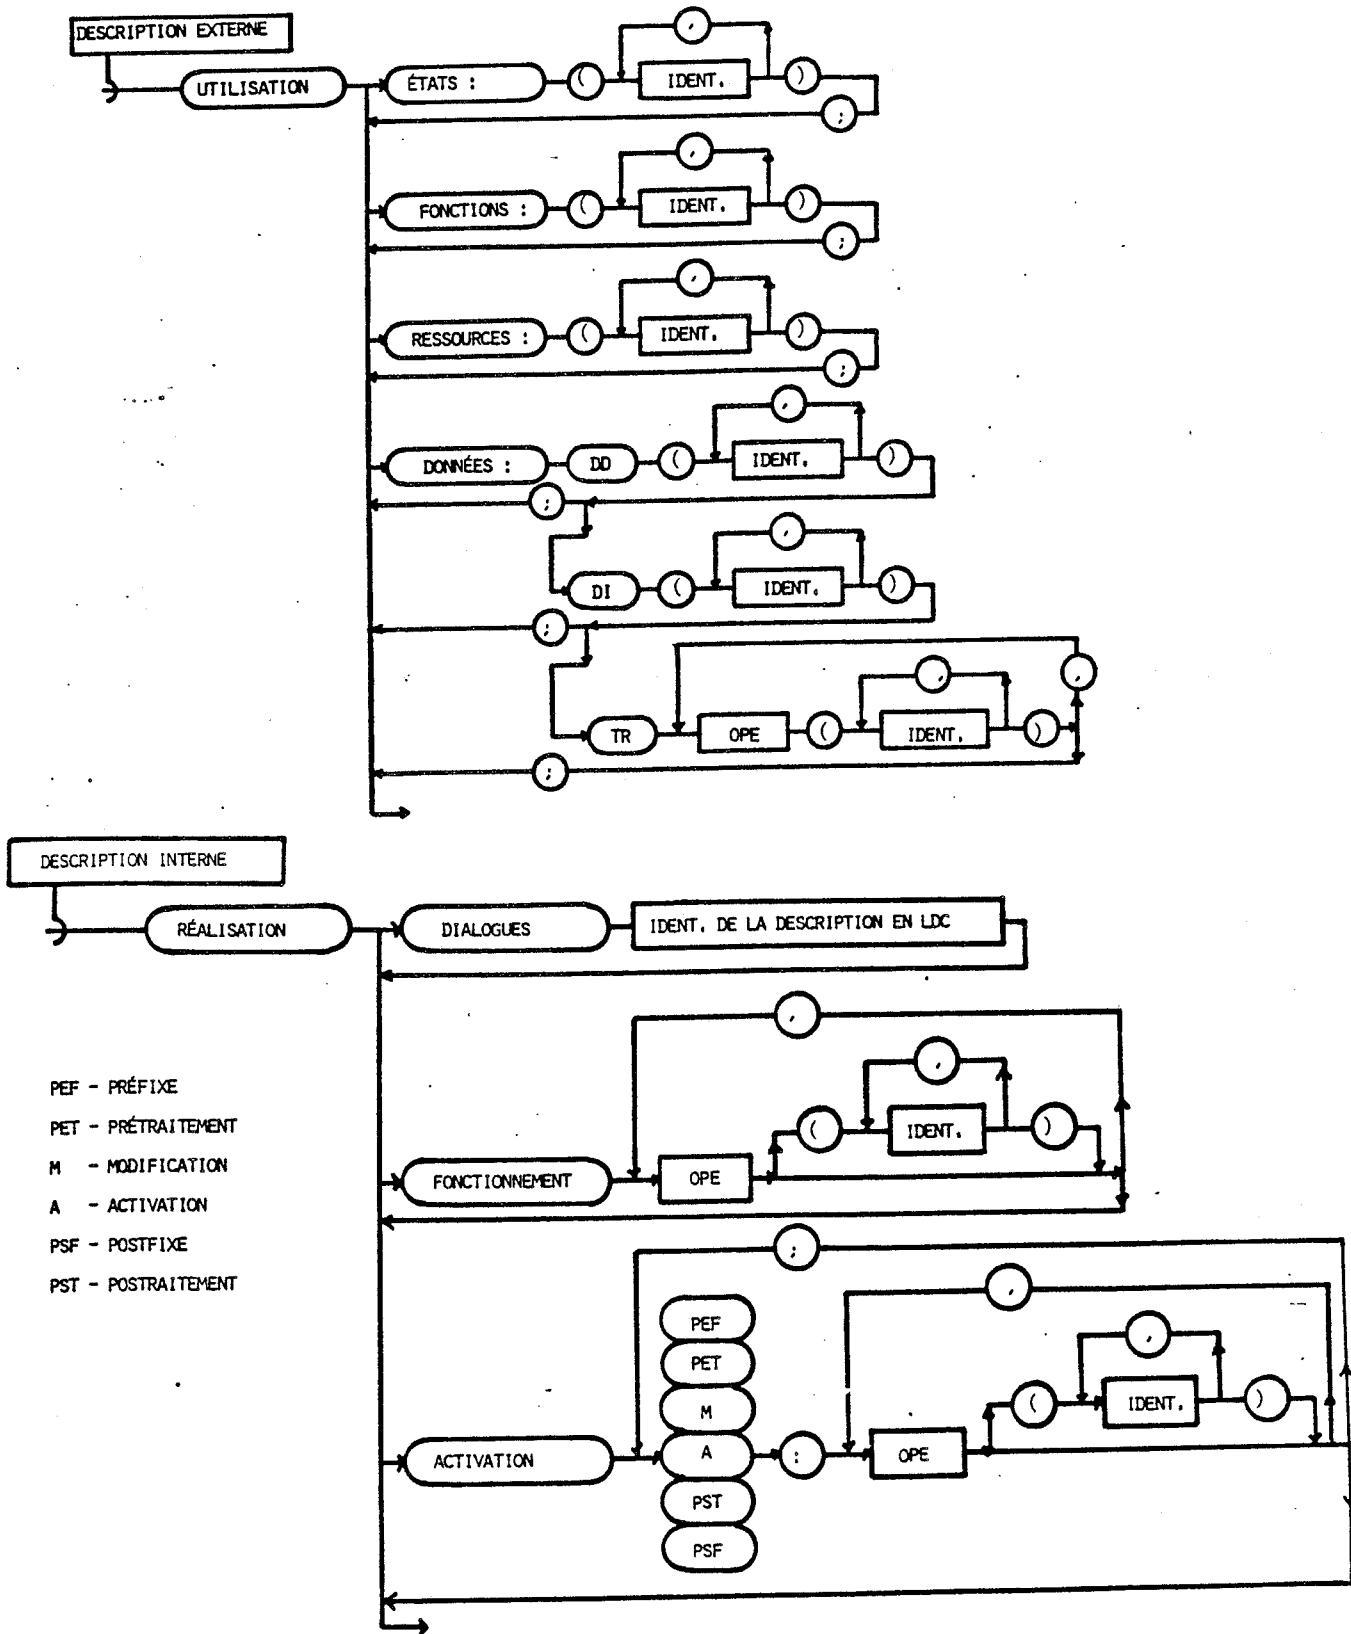 DESCRIPTION EXTERNE
,
UTILISATION ÉTATS : ( IDENT. )
;
,
FONCTIONS : ( IDENT. )
;
,
RESSOURCES : ( IDENT. )
;
,
DONNÉES : DD ( IDENT. )
;
,
DI ( IDENT. )
;
, ,
TR OPE ( IDENT. )
;
DESCRIPTION INTERNE
RÉALISATION DIALOGUES IDENT. DE LA DESCRIPTION EN LDC
,
,
( IDENT. )
FONCTIONNEMENT OPE
PEF - PRÉFIXE
PET - PRÉTRAITEMENT
M - MODIFICATION
A - ACTIVATION
PSF - POSTFIXE
PST - POSTRAITEMENT
;
,
PEF
,
PET
( IDENT. )
M
ACTIVATION A : OPE
PST
PSF